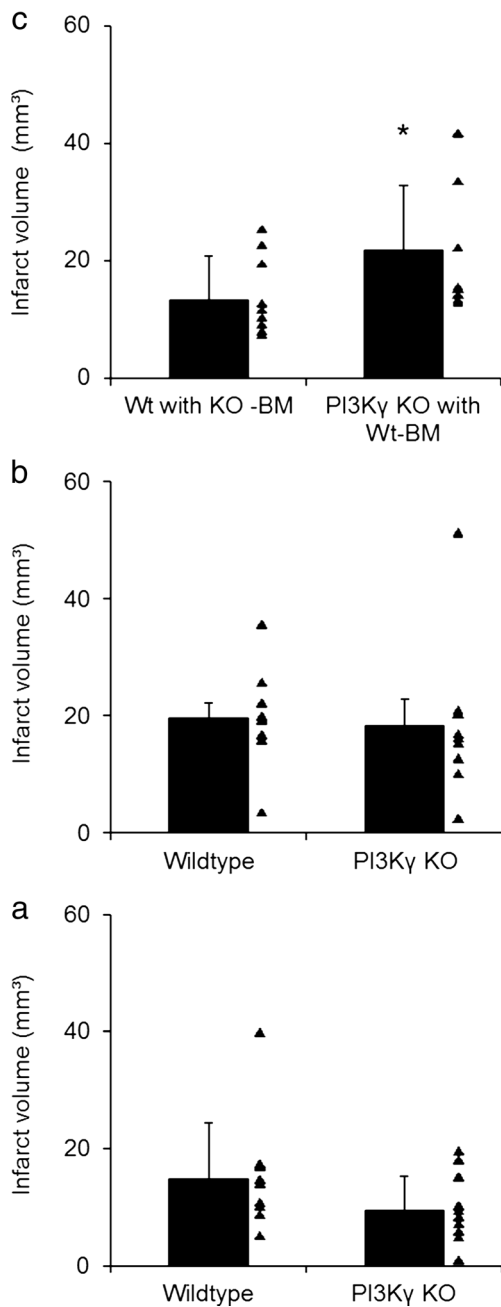 c
Infarct volume (mm³)
60
40
20
0
*
Wt with KO -BM
PI3Kγ KO with
Wt-BM
b
Infarct volume (mm³)
60
40
20
0
Wildtype
PI3Kγ KO
a
Infarct volume (mm³)
60
40
20
0
Wildtype
PI3Kγ KO